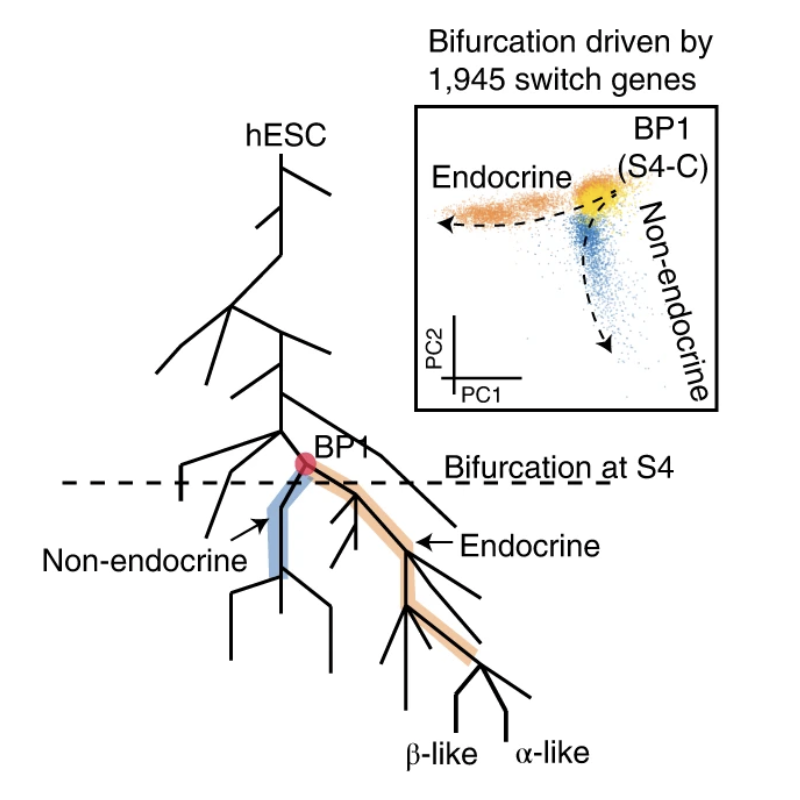 Bifurcation driven by
1,945 switch genes
hESC
BP1
(S4-C)
Endocrine
Non-endocrine
PC2
PC1
BP1
Bifurcation at S4
Non-endocrine
Endocrine
β-like
α-like